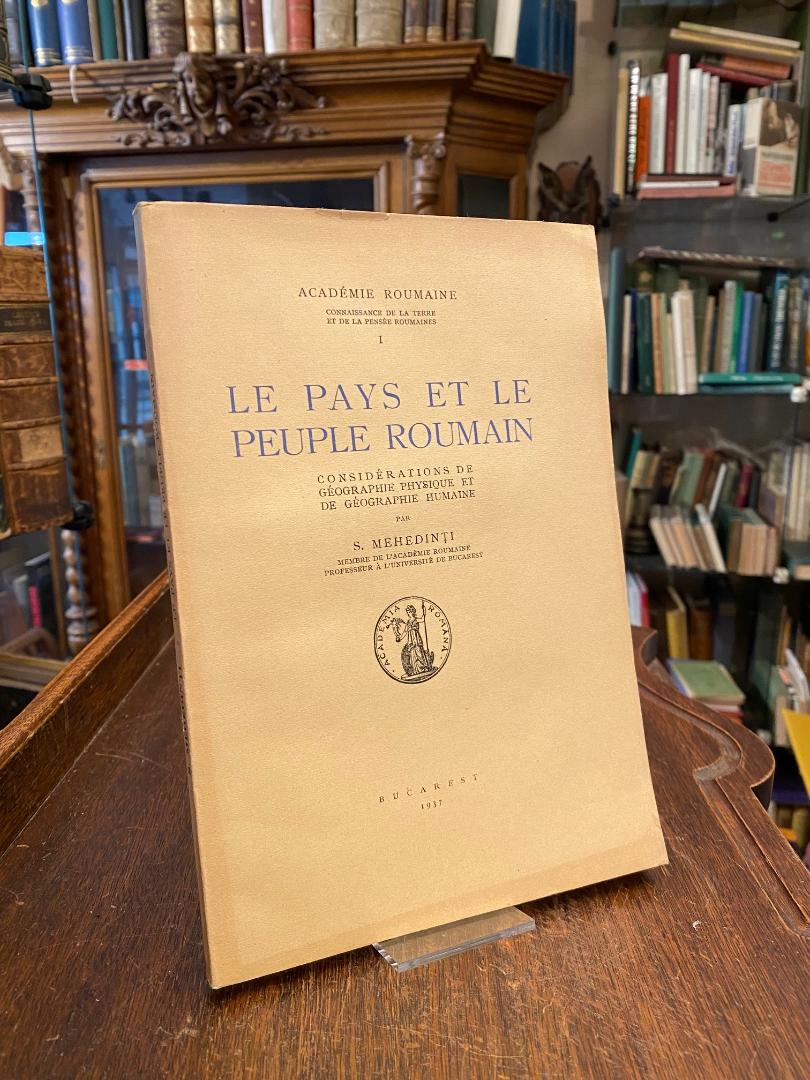 ACADÉMIE ROUMAINE
CONNAISSANCE DE LA TERRE
ET DE LA PENSÉE ROUMAINES
I
LE PAYS ET LE
PEUPLE ROUMAIN
CONSIDÉRATIONS DE
GÉOGRAPHIE PHYSIQUE ET
DE GÉOGRAPHIE HUMAINE
PAR
S. MEHEDINȚI
MEMBRE DE L'ACADÉMIE ROUMAINE
PROFESSEUR À L'UNIVERSITÉ DE BUCAREST
ACADEMIA ROMÂNĂ
BUCAREST
1937